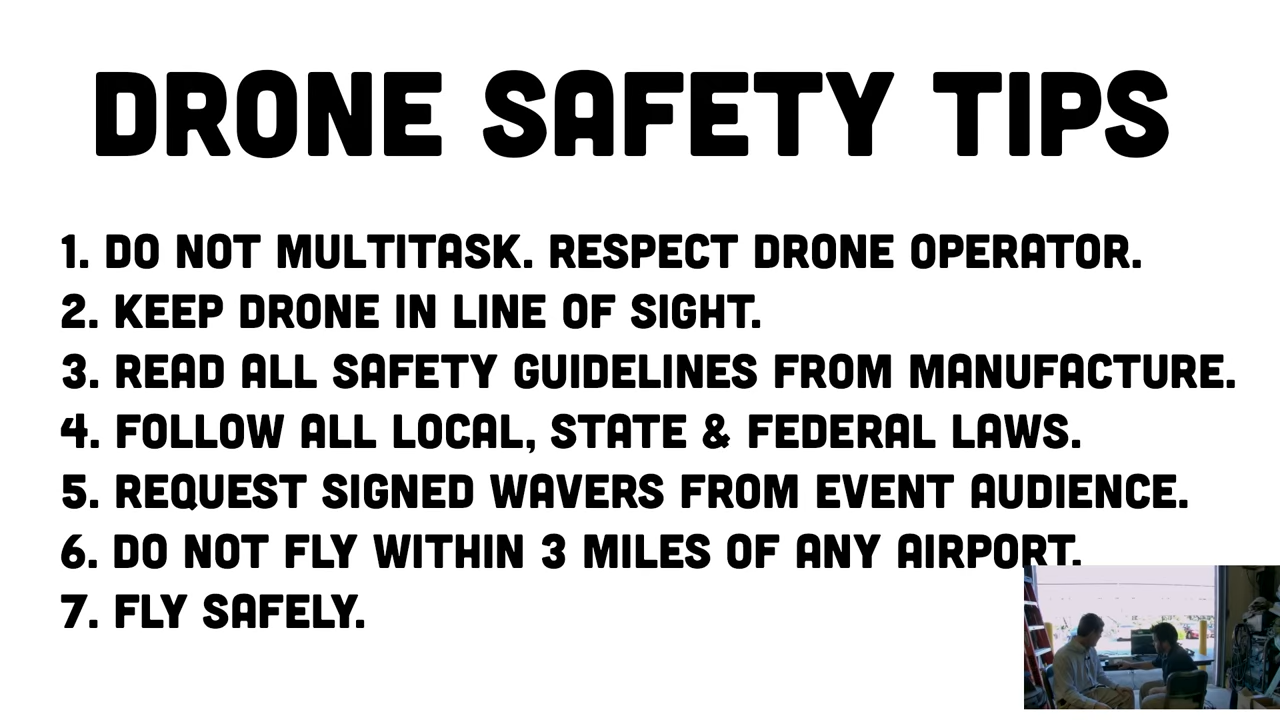 DRONE SAFETY TIPS
1. DO NOT MULTITASK. RESPECT DRONE OPERATOR.
2. KEEP DRONE IN LINE OF SIGHT.
3. READ ALL SAFETY GUIDELINES FROM MANUFACTURE.
4. FOLLOW ALL LOCAL, STATE & FEDERAL LAWS.
5. REQUEST SIGNED WAVERS FROM EVENT AUDIENCE.
6. DO NOT FLY WITHIN 3 MILES OF ANY AIRPORT.
7. FLY SAFELY.